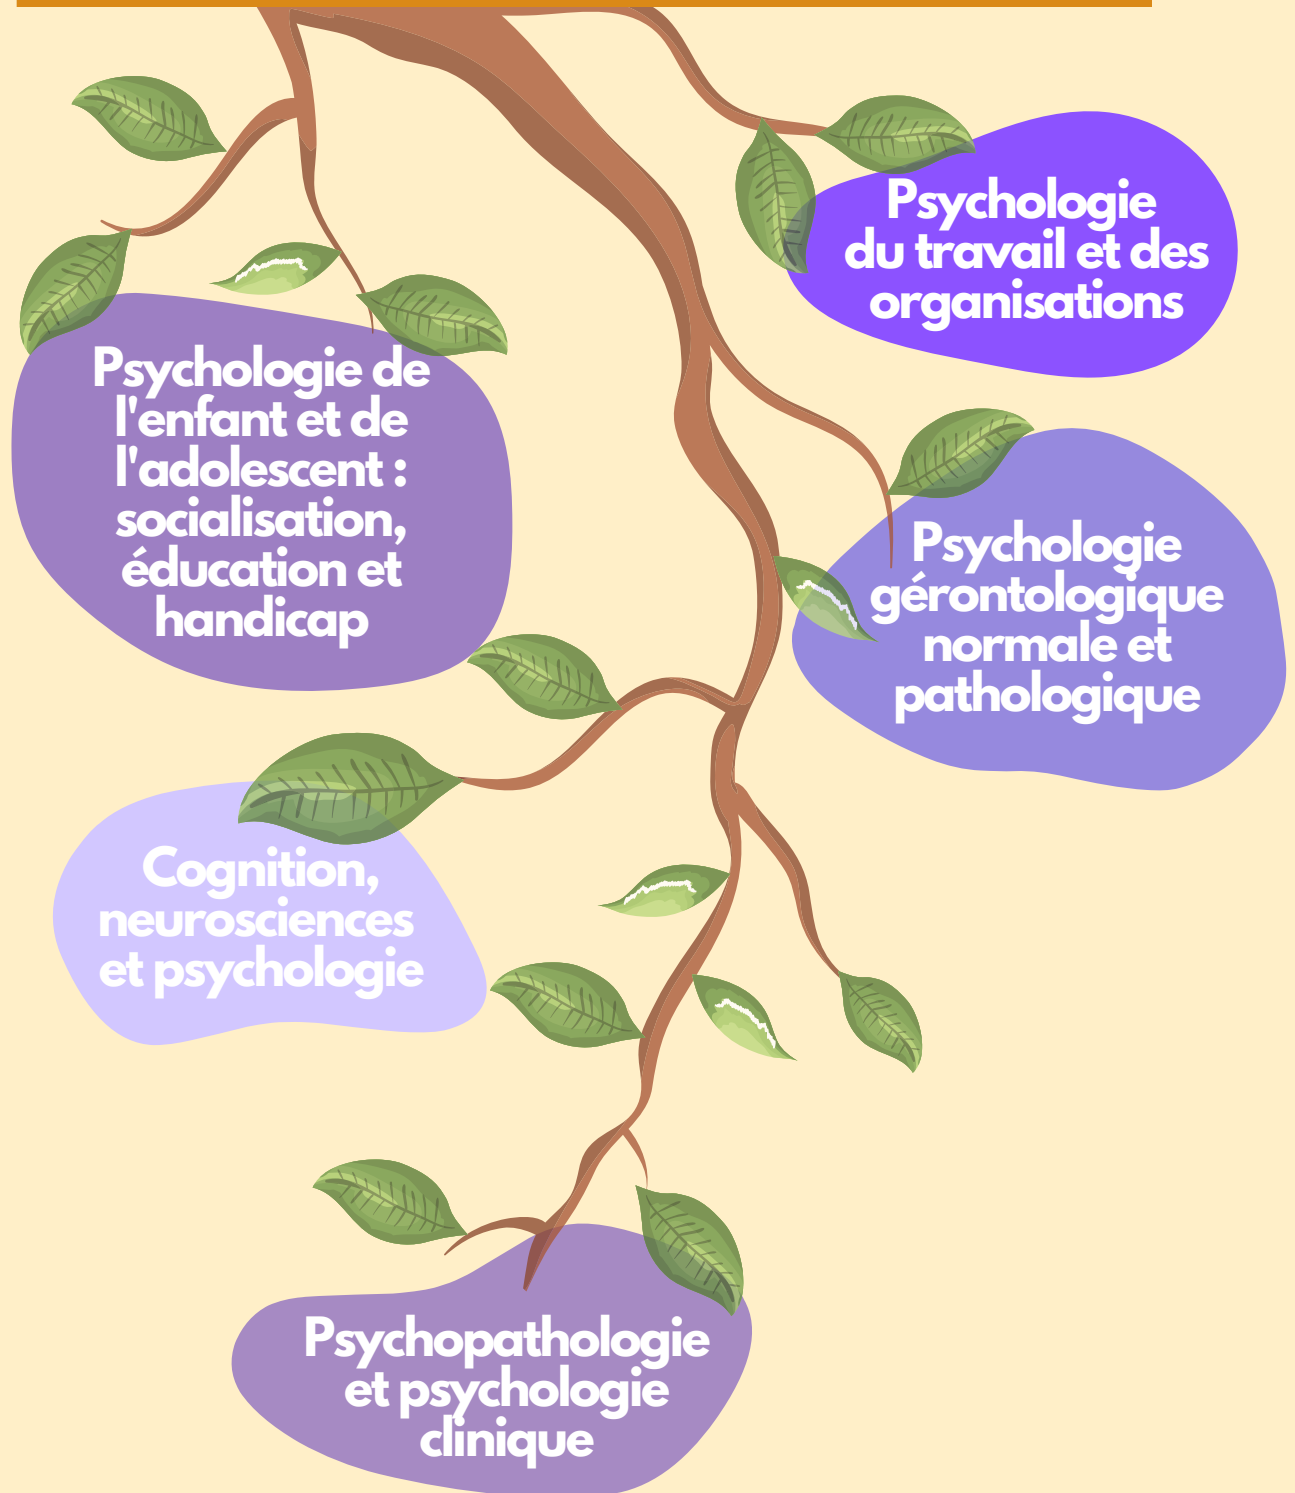 Psychologie
du travail et des
organisations
Psychologie de
l'enfant et de
l'adolescent :
socialisation,
éducation et
handicap
Psychologie
gérontologique
normale et
pathologique
Cognition,
neurosciences
et psychologie
Psychopathologie
et psychologie
clinique